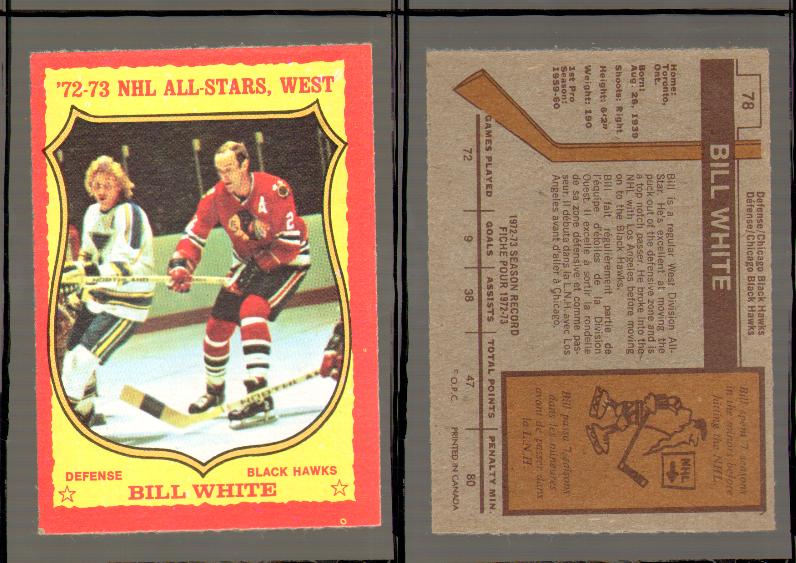 '72-73 NHL ALL-STARS, WEST
A
2
DEFENSE
BLACK HAWKS
BILL WHITE
78
BILL WHITE
Defense/Chicago Black Hawks
Défense/Chicago Black Hawks
Home:
Toronto,
Ont.
Born:
Aug. 26, 1939
Shoots: Right
Height: 6'2"
Weight: 190
1st Pro
Season:
1959-60
Bill is a regular West Division All-
Star. He's excellent at moving the
puck out of the defensive zone and is
a top notch passer. He broke into the
NHL with Los Angeles before moving
on to the Black Hawks.
Bill fait régulièrement partie de
l'équipe d'étoiles de la Division
Ouest. Il excelle à sortir la rondelle
de sa zone défensive et comme pas-
seur. Il débuta dans la L.N.H. avec Los
Angeles avant d'aller à Chicago.
Bill spent 7 seasons
in the minors before
hitting the NHL.
NHL
Bill passa 7 saisons
dans les mineures
avant de passer dans
la L.N.H.
1972-73 SEASON RECORD
FICHE POUR 1972-73
GAMES PLAYED GOALS ASSISTS TOTAL POINTS PENALTY MIN.
72 9 38 47 80
© O.P.C. PRINTED IN CANADA